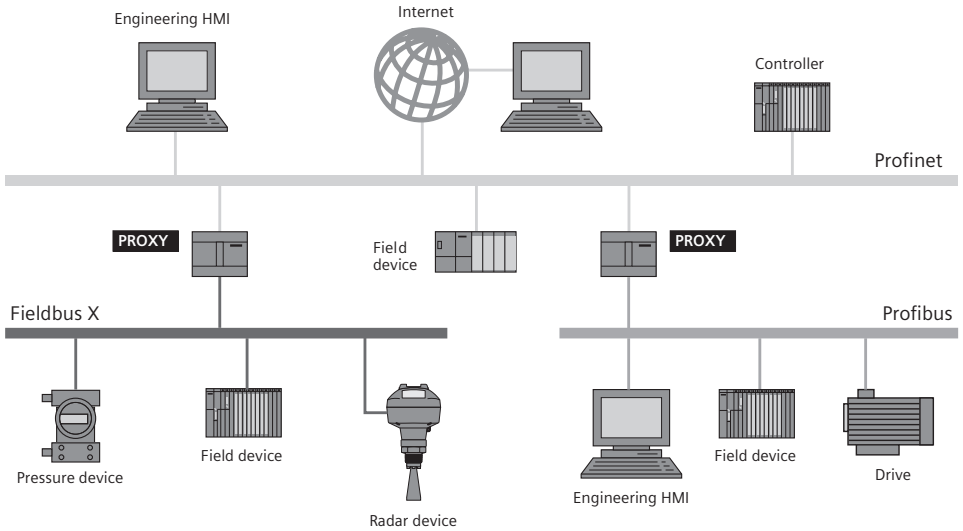 Engineering HMI
Internet
Controller
Profinet
PROXY
Field
device
PROXY
Fieldbus X
Profibus
Pressure device
Field device
Radar device
Engineering HMI
Field device
Drive